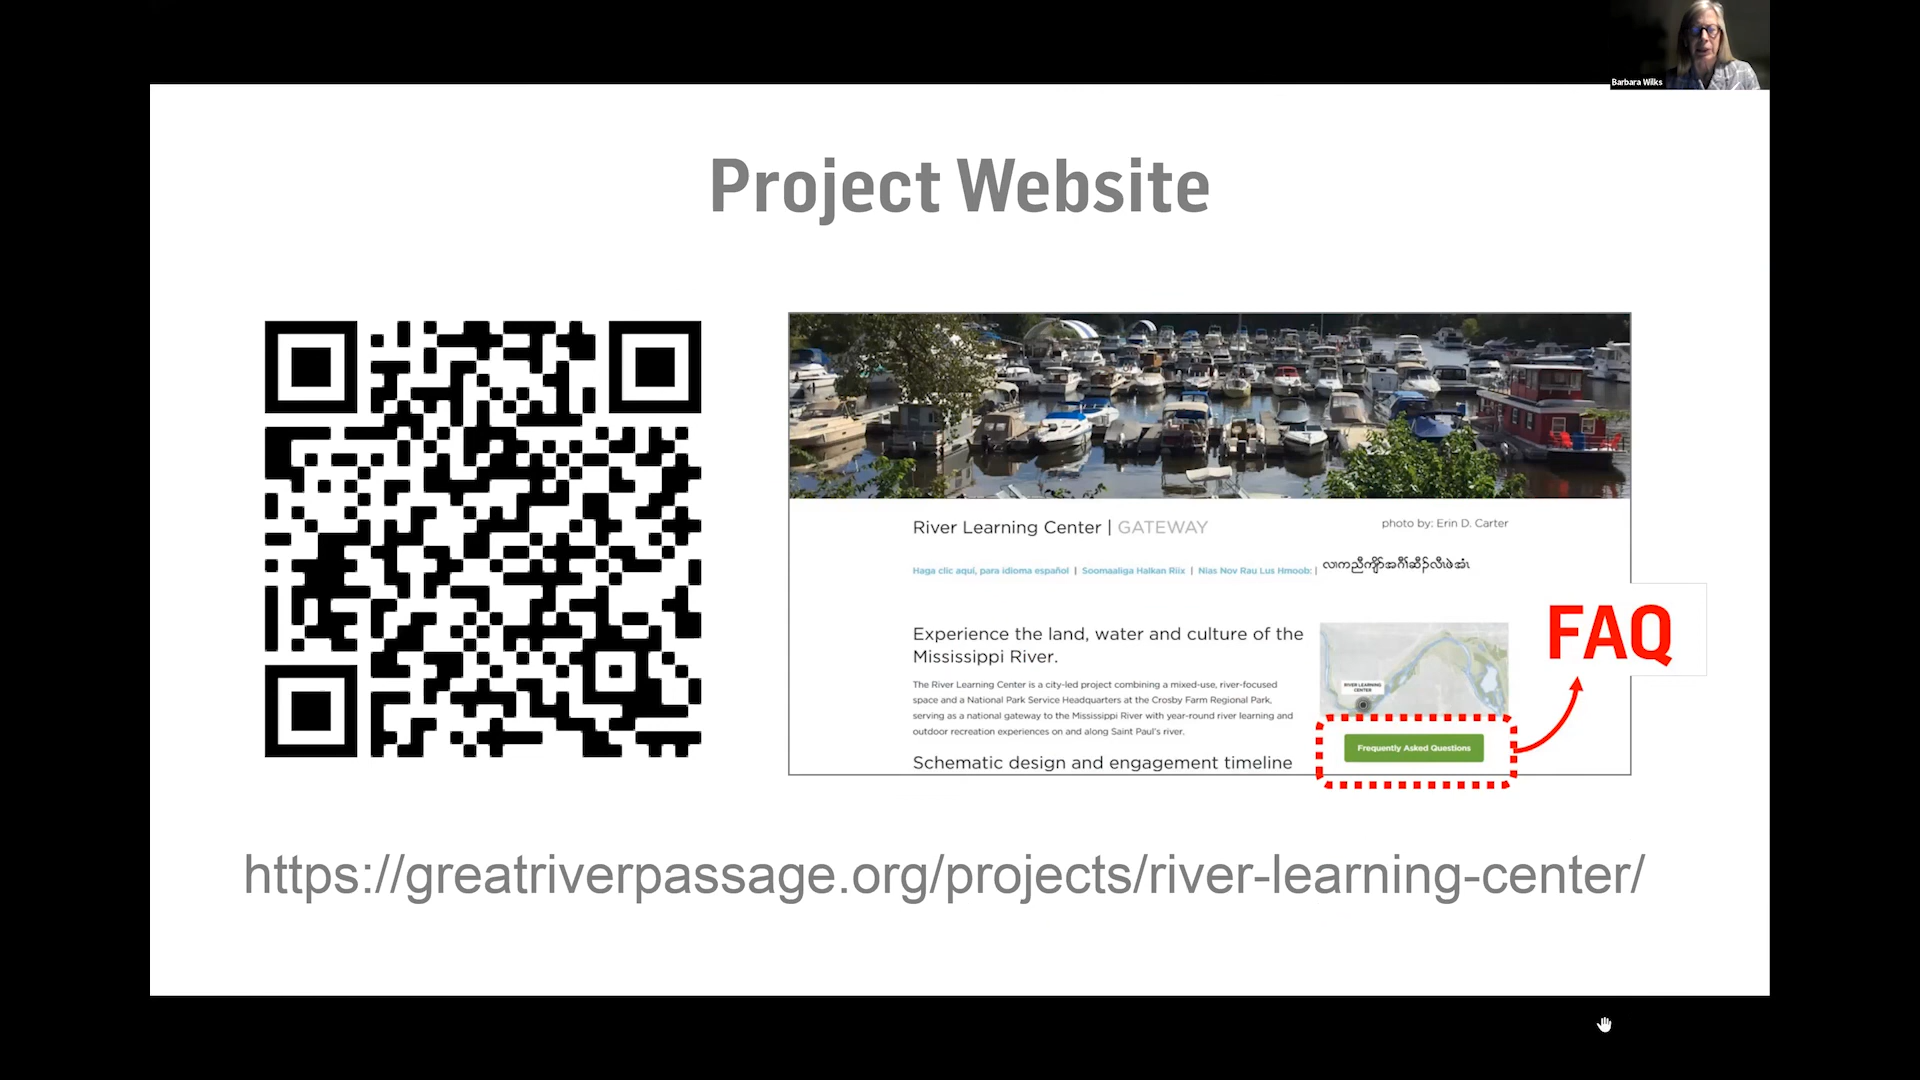 Barbara Wilks
Project Website
River Learning Center | GATEWAY
photo by: Erin D. Carter
Haga clic aquí, para idioma español | Soomaaliga Halkan Riix | Nias Nov Rau Lus Hmoob: |
Experience the land, water and culture of the
Mississippi River.
The River Learning Center is a city-led project combining a mixed-use, river-focused
space and a National Park Service Headquarters at the Crosby Farm Regional Park,
serving as a national gateway to the Mississippi River with year-round river learning and
outdoor recreation experiences on and along Saint Paul's river.
Schematic design and engagement timeline
RIVER LEARNING
CENTER
Frequently Asked Questions
FAQ
https://greatriverpassage.org/projects/river-learning-center/